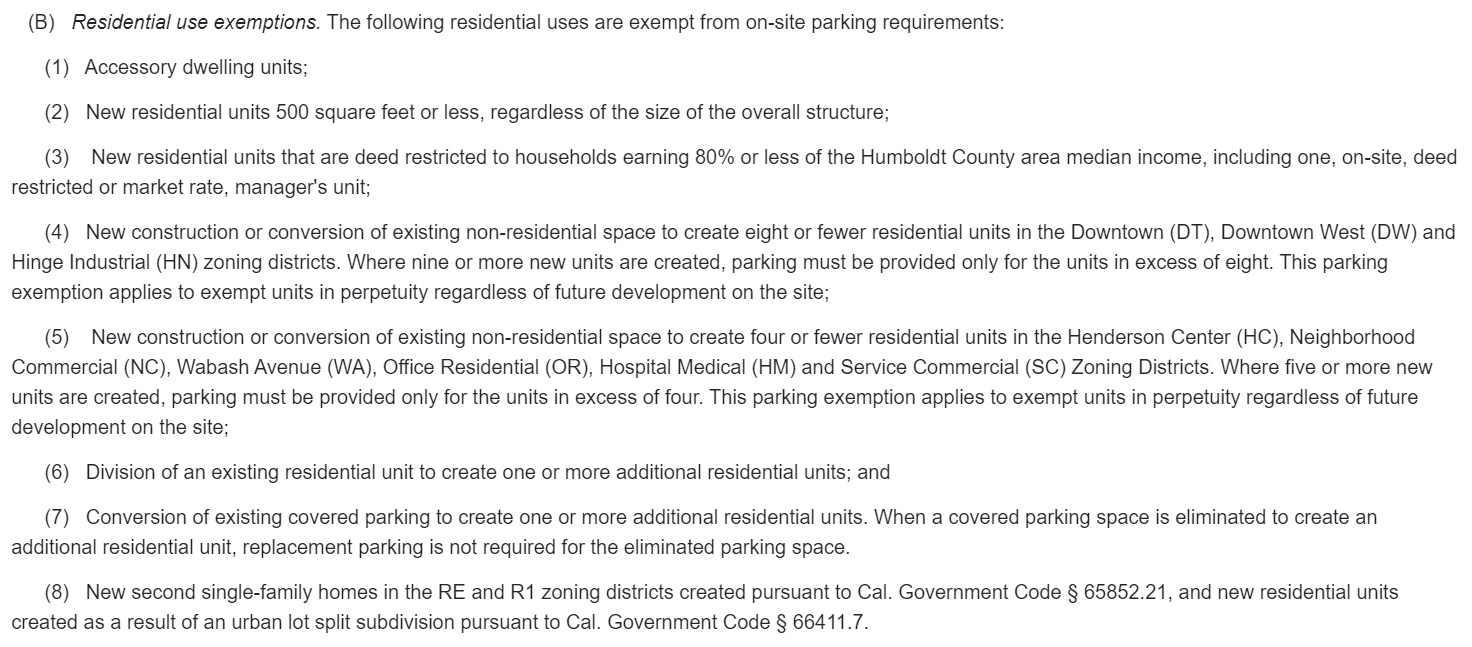 (B) Residential use exemptions. The following residential uses are exempt from on-site parking requirements:
(1) Accessory dwelling units;
(2) New residential units 500 square feet or less, regardless of the size of the overall structure;
(3) New residential units that are deed restricted to households earning 80% or less of the Humboldt County area median income, including one, on-site, deed
restricted or market rate, manager's unit;
(4) New construction or conversion of existing non-residential space to create eight or fewer residential units in the Downtown (DT), Downtown West (DW) and
Hinge Industrial (HN) zoning districts. Where nine or more new units are created, parking must be provided only for the units in excess of eight. This parking
exemption applies to exempt units in perpetuity regardless of future development on the site;
(5) New construction or conversion of existing non-residential space to create four or fewer residential units in the Henderson Center (HC), Neighborhood
Commercial (NC), Wabash Avenue (WA), Office Residential (OR), Hospital Medical (HM) and Service Commercial (SC) Zoning Districts. Where five or more new
units are created, parking must be provided only for the units in excess of four. This parking exemption applies to exempt units in perpetuity regardless of future
development on the site;
(6) Division of an existing residential unit to create one or more additional residential units; and
(7) Conversion of existing covered parking to create one or more additional residential units. When a covered parking space is eliminated to create an
additional residential unit, replacement parking is not required for the eliminated parking space.
(8) New second single-family homes in the RE and R1 zoning districts created pursuant to Cal. Government Code § 65852.21, and new residential units
created as a result of an urban lot split subdivision pursuant to Cal. Government Code § 66411.7.